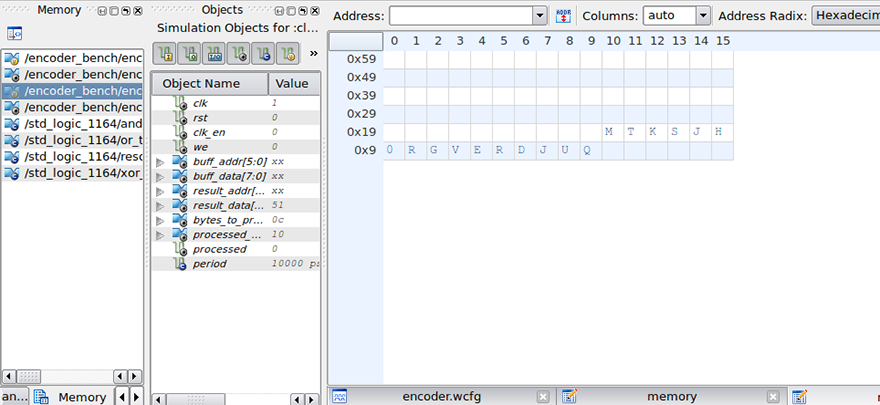 Memory
/encoder_bench/enc
/encoder_bench/enc
/encoder_bench/enc
/encoder_bench/enc
/std_logic_1164/and
/std_logic_1164/or_t
/std_logic_1164/reso
/std_logic_1164/xor_
an... Memory
Objects
Simulation Objects for :cl...
»
Object Name Value
clk 1
rst 0
clk_en 0
we 0
buff_addr[5:0] xx
buff_data[7:0] xx
result_addr[... xx
result_data[... 51
bytes_to_pr... 0c
processed_... 10
processed 0
period 10000 ps
Address: ADDR Columns: auto Address Radix: Hexadecim
0 1 2 3 4 5 6 7 8 9 10 11 12 13 14 15
0x59
0x49
0x39
0x29
0x19 M T K S J H
0x9 0 R G V E R D J U Q
encoder.wcfg memory